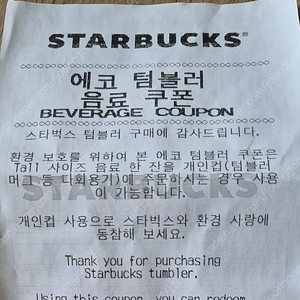 STARBUCKS®
에코 텀블러
음료 쿠폰
BEVERAGE COUPON
스타벅스 텀블러 구매에 감사드립니다.
환경 보호를 위하여 본 에코 텀블러 쿠폰은
Tall 사이즈 음료 한 잔을 개인컵(텀블러
머그 등 다회용기)에 주문하시는 경우 사용
이 가능합니다.
개인컵 사용으로 스타벅스와 환경 사랑에
동참해 보세요.
Thank you for purchasing
Starbucks tumbler.
Using this coupon, you can redeem